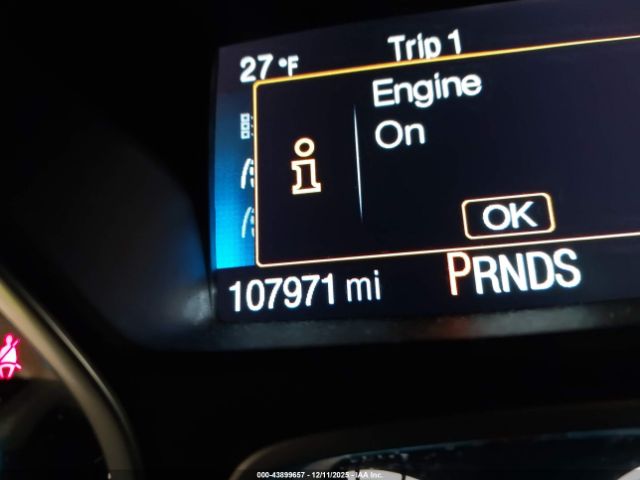 27 °F
Trip 1
Engine
On
i
OK
107971 mi
PRNDS
000-43899657 - 12/11/2025 - IAA Inc.